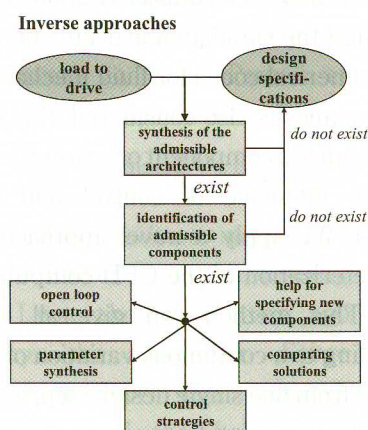 Inverse approaches
load to
drive
design
specifi-
cations
synthesis of the
admissible
architectures
do not exist
exist
identification of
admissible
components
do not exist
exist
open loop
control
help for
specifying new
components
parameter
synthesis
comparing
solutions
control
strategies